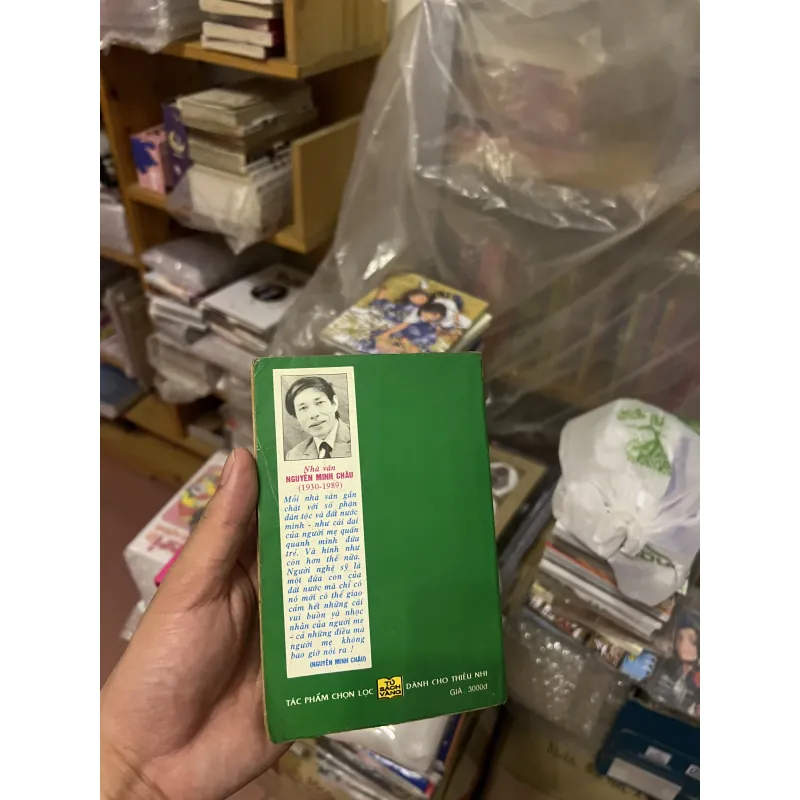 Nhà văn
NGUYỄN MINH CHÂU
(1930-1989)
Mỗi nhà văn gắn
chặt với số phận
dân tộc và đất nước
mình - như cái đai
của người mẹ quấn
quanh mình đứa
trẻ. Và hình như
còn hơn thế nữa.
Người nghệ sỹ là
một đứa con của
đất nước mà chỉ có
nó mới có thể giao
cảm hết những cái
vui buồn và nhọc
nhằn của người mẹ
- cả những điều mà
người mẹ không
bao giờ nói ra !
(NGUYỄN MINH CHÂU)
TÁC PHẨM CHỌN LỌC
TỦ
SÁCH
VÀNG
DÀNH CHO THIẾU NHI
GIÁ : 3000đ